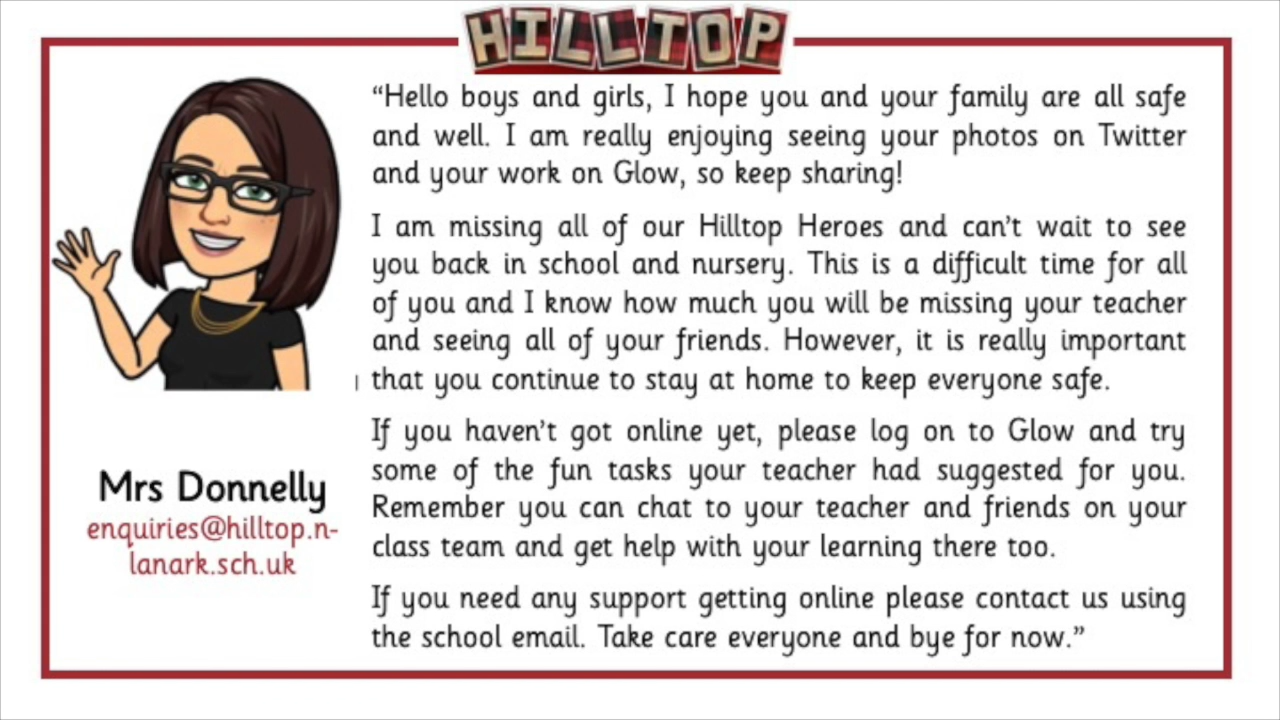 HILLTOP
“Hello boys and girls, I hope you and your family are all safe
and well. I am really enjoying seeing your photos on Twitter
and your work on Glow, so keep sharing!
I am missing all of our Hilltop Heroes and can’t wait to see
you back in school and nursery. This is a difficult time for all
of you and I know how much you will be missing your teacher
and seeing all of your friends. However, it is really important
that you continue to stay at home to keep everyone safe.
If you haven’t got online yet, please log on to Glow and try
some of the fun tasks your teacher had suggested for you.
Remember you can chat to your teacher and friends on your
class team and get help with your learning there too.
If you need any support getting online please contact us using
the school email. Take care everyone and bye for now.”
Mrs Donnelly
enquiries@hilltop.n-
lanark.sch.uk